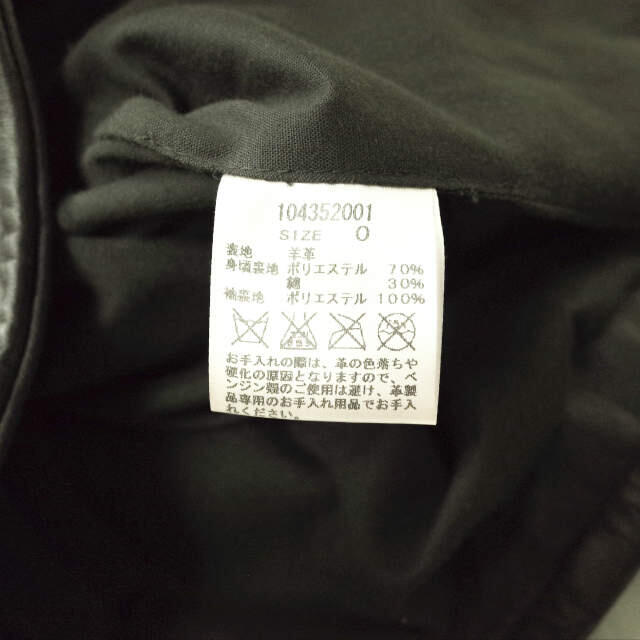 104352001
SIZE 0
表地 羊革
身頃裏地 ポリエステル 70%
綿 30%
袖裏地 ポリエステル 100%
お手入れの際は、革の色落ちや
硬化の原因となりますので、ベ
ンジン類のご使用は避け、革製
品専用のお手入れ用品でお手入
れください。